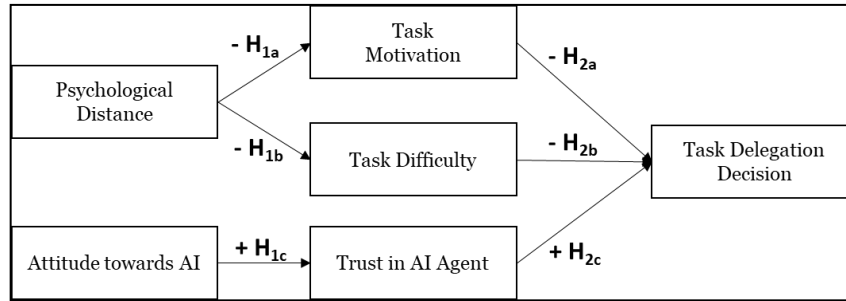 Task
Motivation
- H1a
- H2a
Psychological
Distance
- H1b
Task Difficulty
- H2b
Task Delegation
Decision
Attitude towards AI
+ H1c
Trust in AI Agent
+ H2c